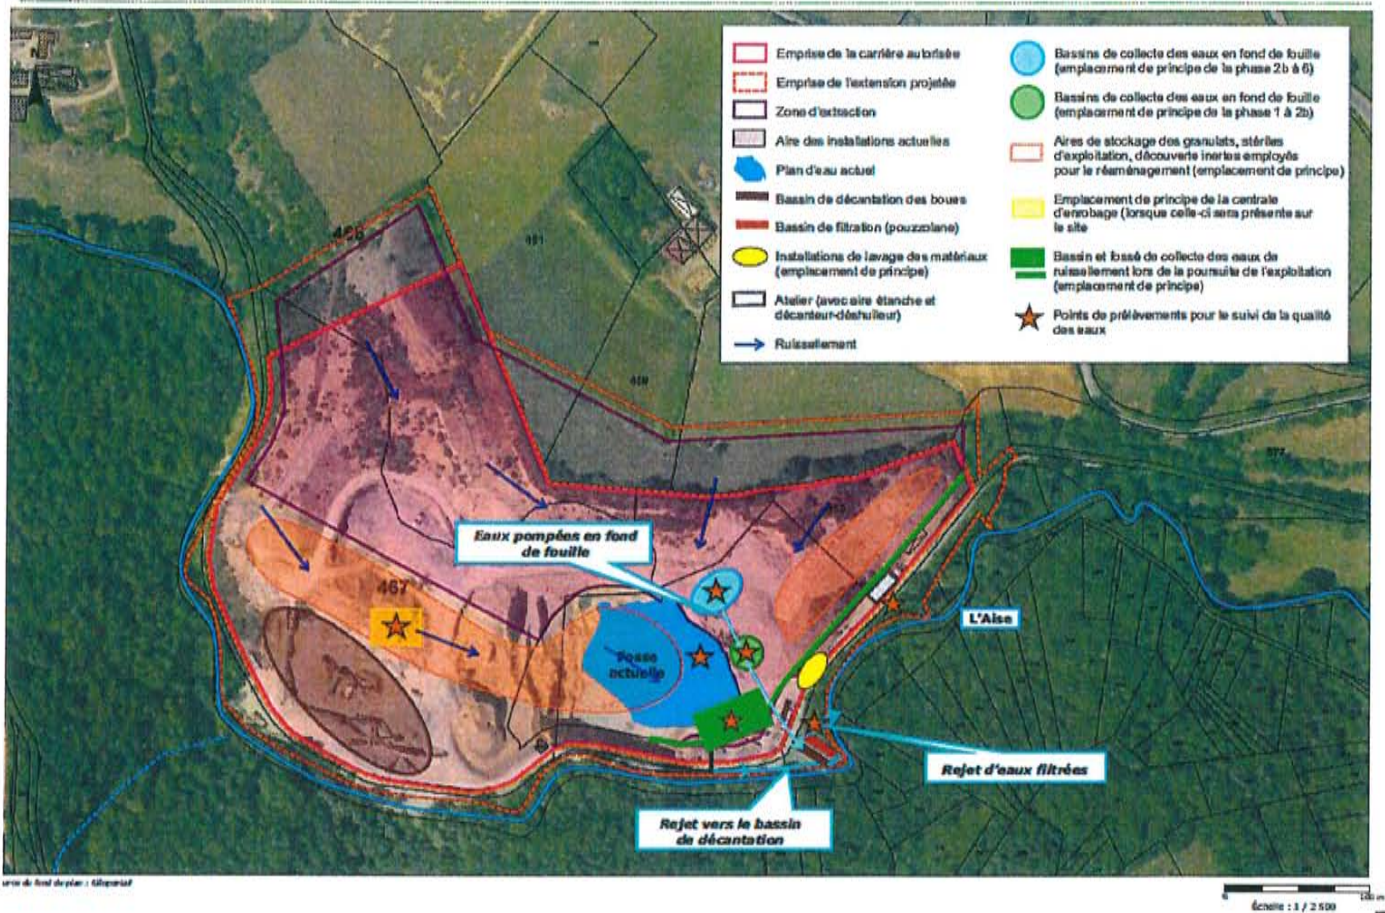 Emprise de la carrière autorisée
Emprise de l'extension projetée
Zone d'extraction
Aire des installations actuelles
Plan d'eau actuel
Bassin de décantation des boues
Bassin de filtration (pouzzolane)
Installations de lavage des matériaux
(emplacement de principe)
Atelier (avec aire étanche et
décanteur-déshuileur)
Ruissellement
Bassins de collecte des eaux en fond de fouille
(emplacement de principe de la phase 2b à 6)
Bassins de collecte des eaux en fond de fouille
(emplacement de principe de la phase 1 à 2b)
Aires de stockage des granulats, stériles
d'exploitation, découverte inertes employés
pour le réaménagement (emplacement de principe)
Emplacement de principe de la centrale
d'enrobage (lorsque celle-ci sera présente sur
le site
Bassin et fossé de collecte des eaux de
ruissellement lors de la poursuite de l'exploitation
(emplacement de principe)
Points de prélèvements pour le suivi de la qualité
des eaux
N
461
Eaux pompées en fond
de fouille
467
Fosse
actuelle
L'Aise
Rejet d'eaux filtrées
Rejet vers le bassin
de décantation
Échelle : 1 / 2 500